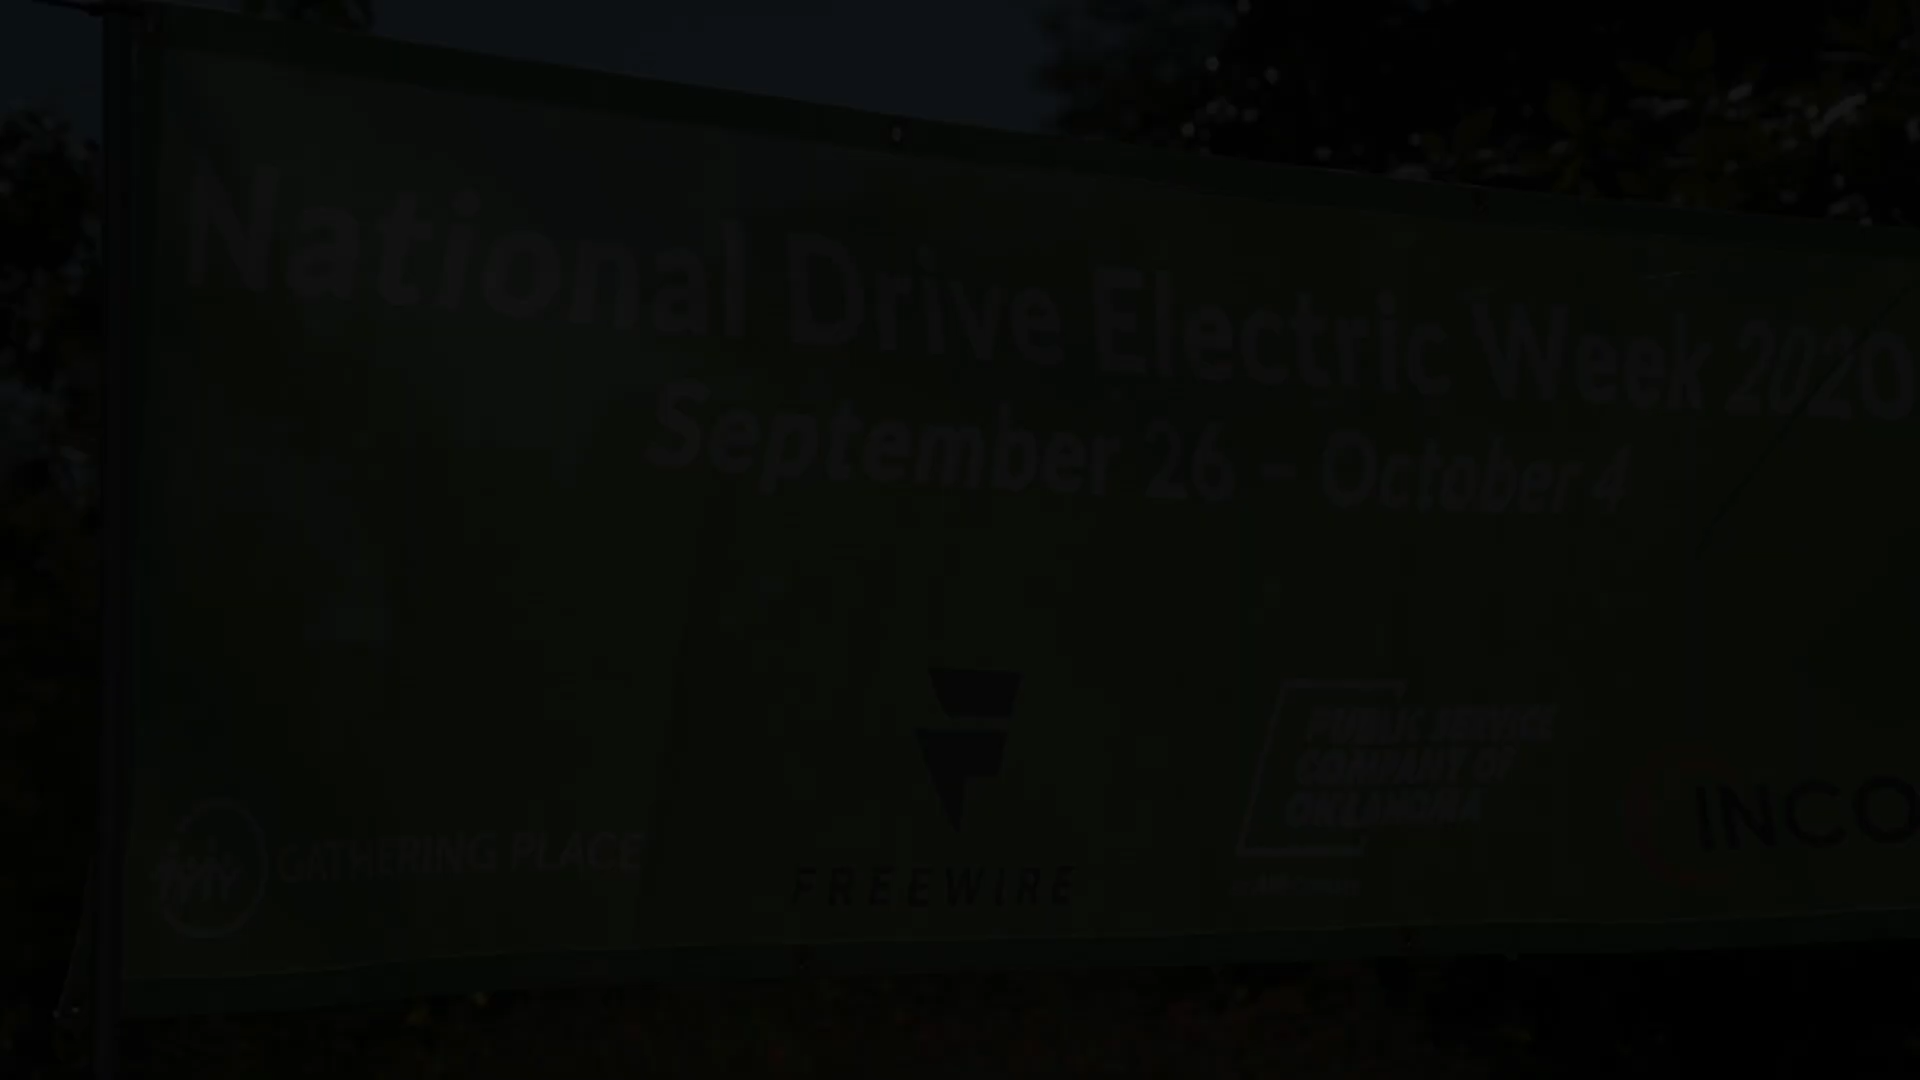 National Drive Electric Week 2020
September 26 - October 4
GATHERING PLACE
FREEWIRE
PUBLIC SERVICE
COMPANY OF
OKLAHOMA
INCO